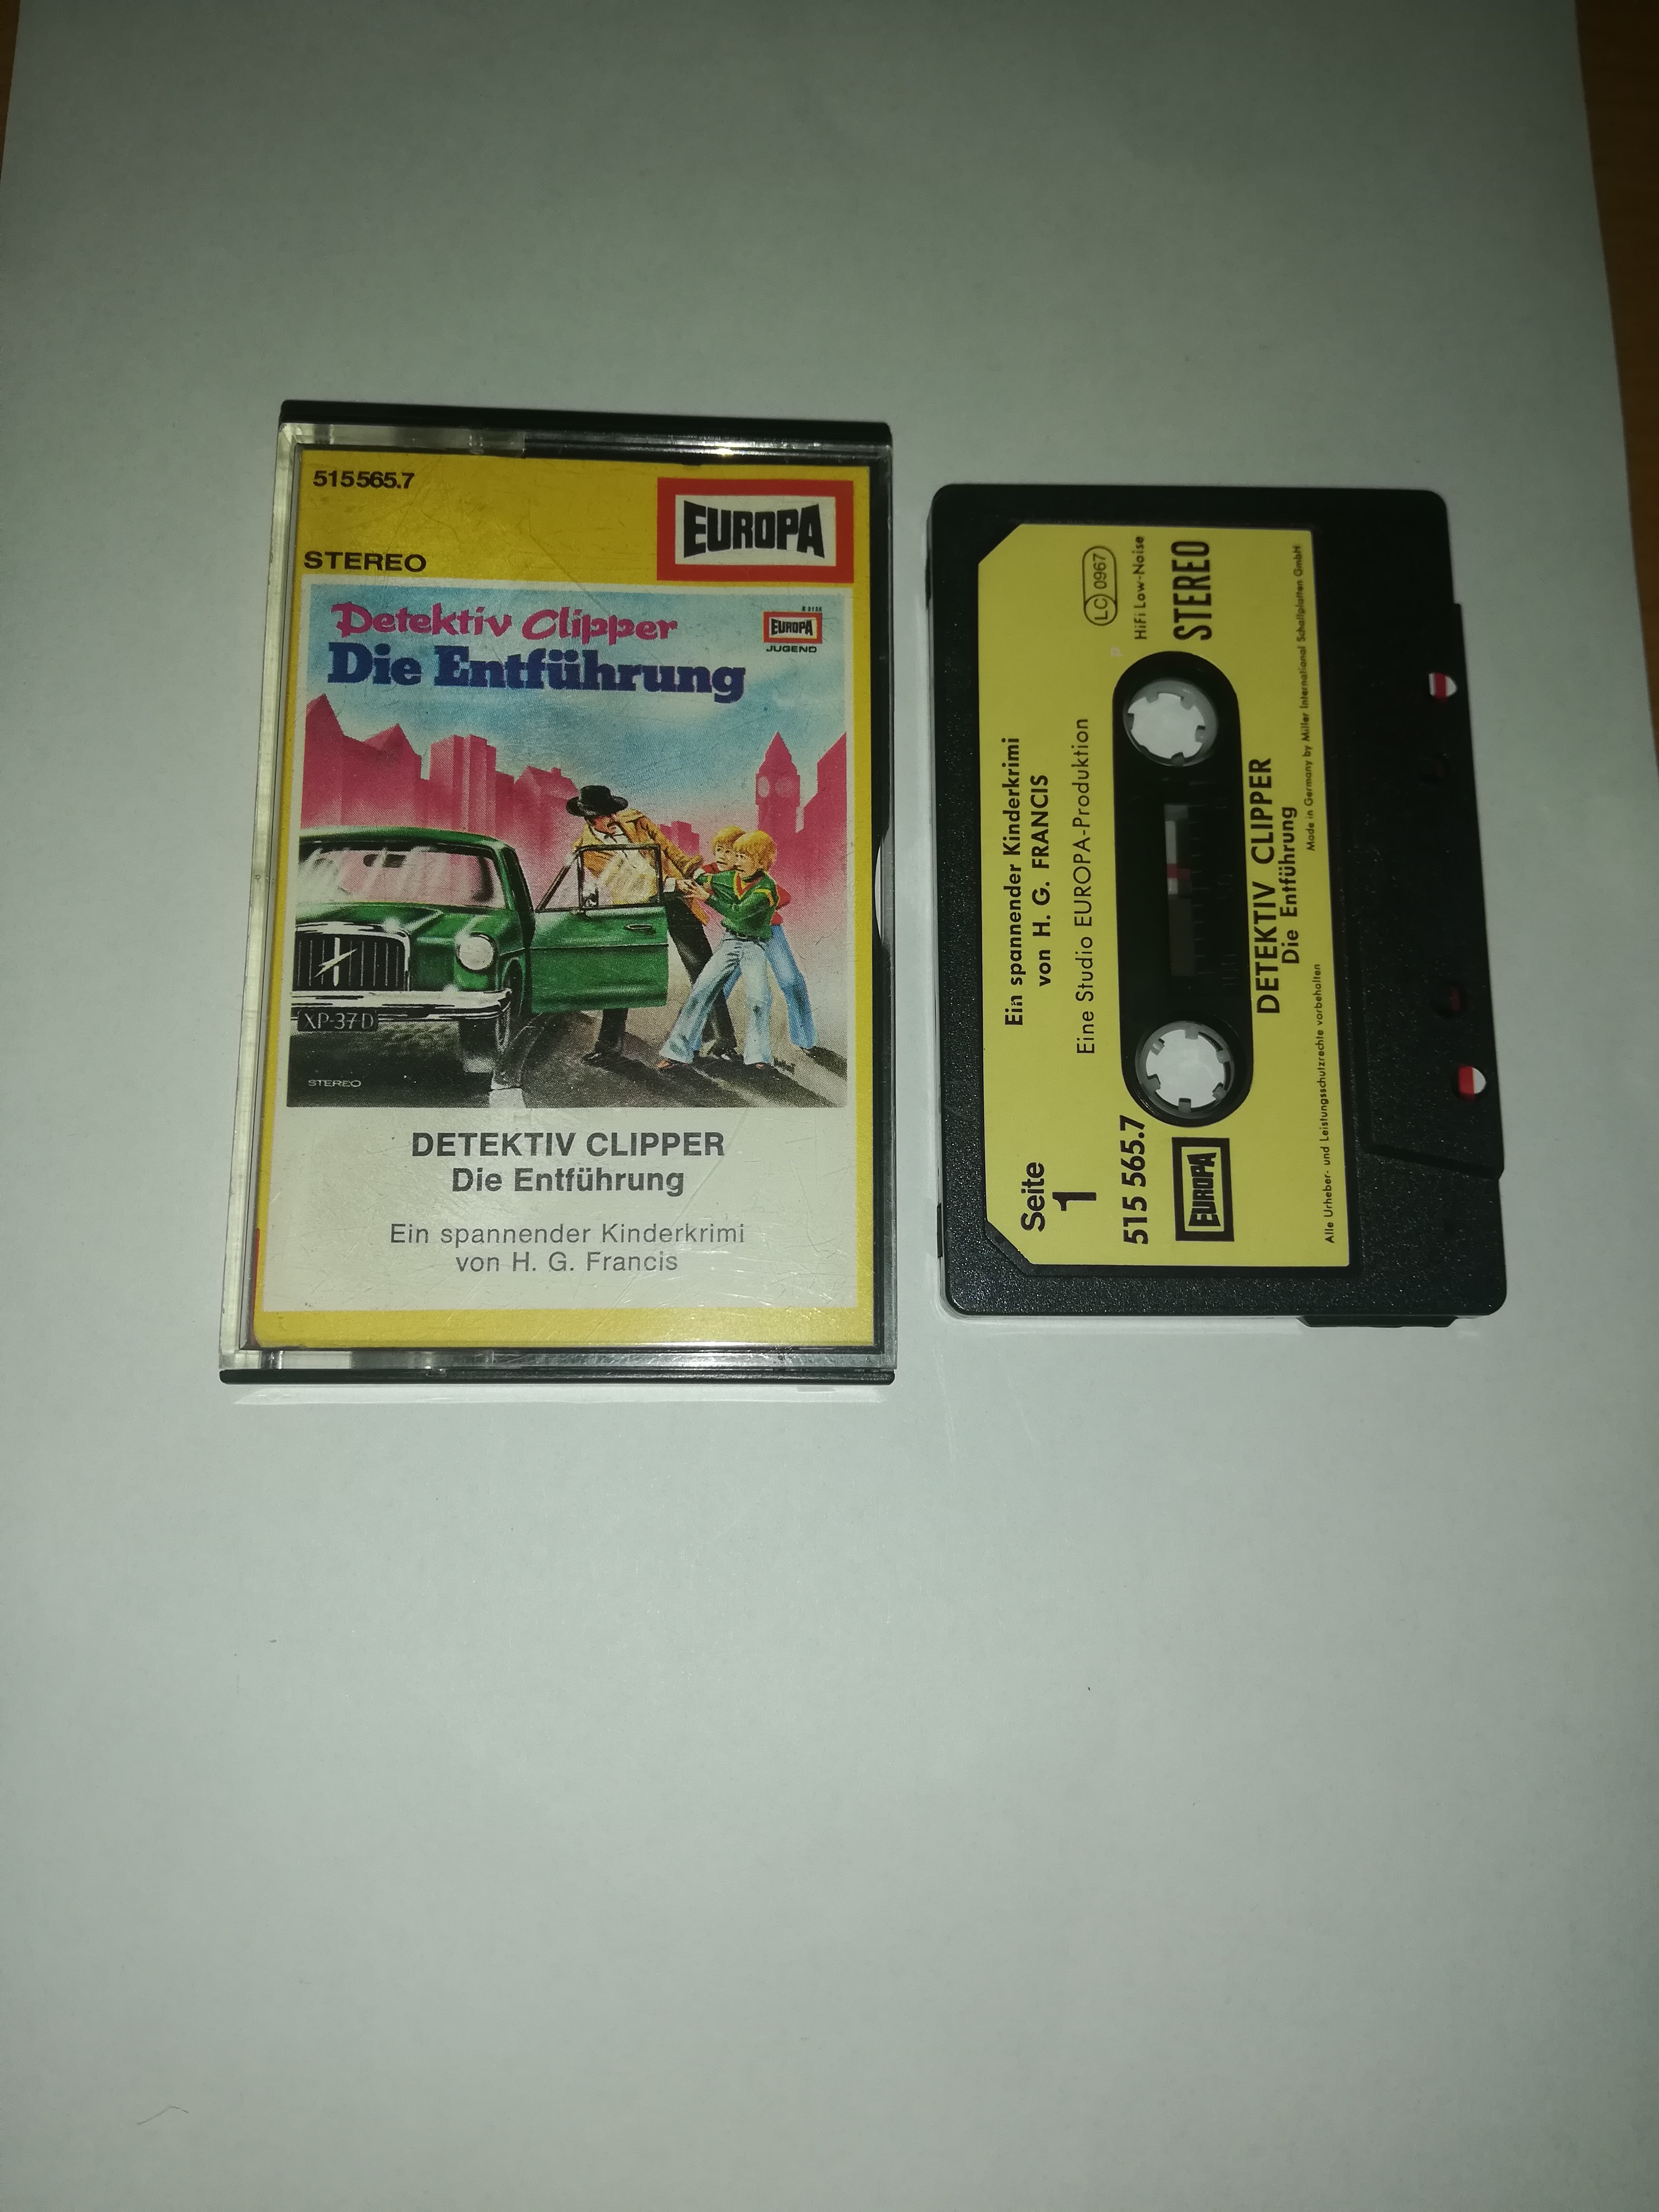 515565.7
EUROPA
STEREO
Detektiv Clipper
Die Entführung
EUROPA
JUGEND
XP-37D
STEREO
DETEKTIV CLIPPER
Die Entführung
Ein spannender Kinderkrimi
von H. G. Francis
Ein spannender Kinderkrimi
von H. G. FRANCIS
Eine Studio EUROPA-Produktion
LC 0967
HiFi Low-Noise
STEREO
Seite
1
515 565.7
EUROPA
DETEKTIV CLIPPER
Die Entführung
Alle Urheber- und Leistungsschutzrechte vorbehalten
Made in Germany by Miller International Schallplatten GmbH